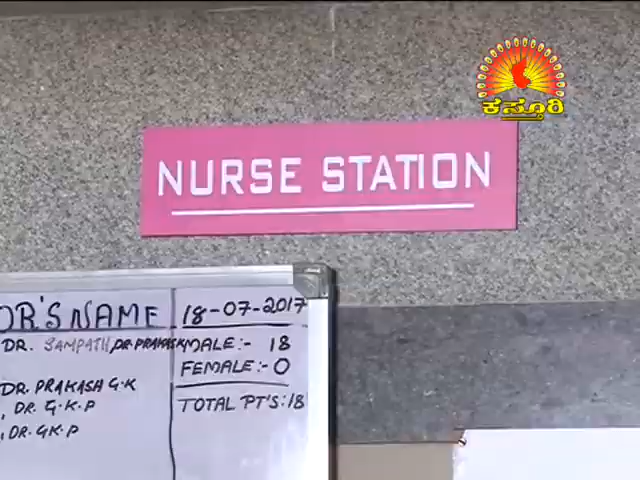 ಕಸ್ತೂರಿ
NURSE STATION
DR'S NAME 18-07-2017
DR. SAMPATH, DR. PRAKASH MALE:- 18
FEMALE:- 0
DR. PRAKASH G.K
TOTAL PT'S: 18
, DR. G.K.P
, DR. GKP